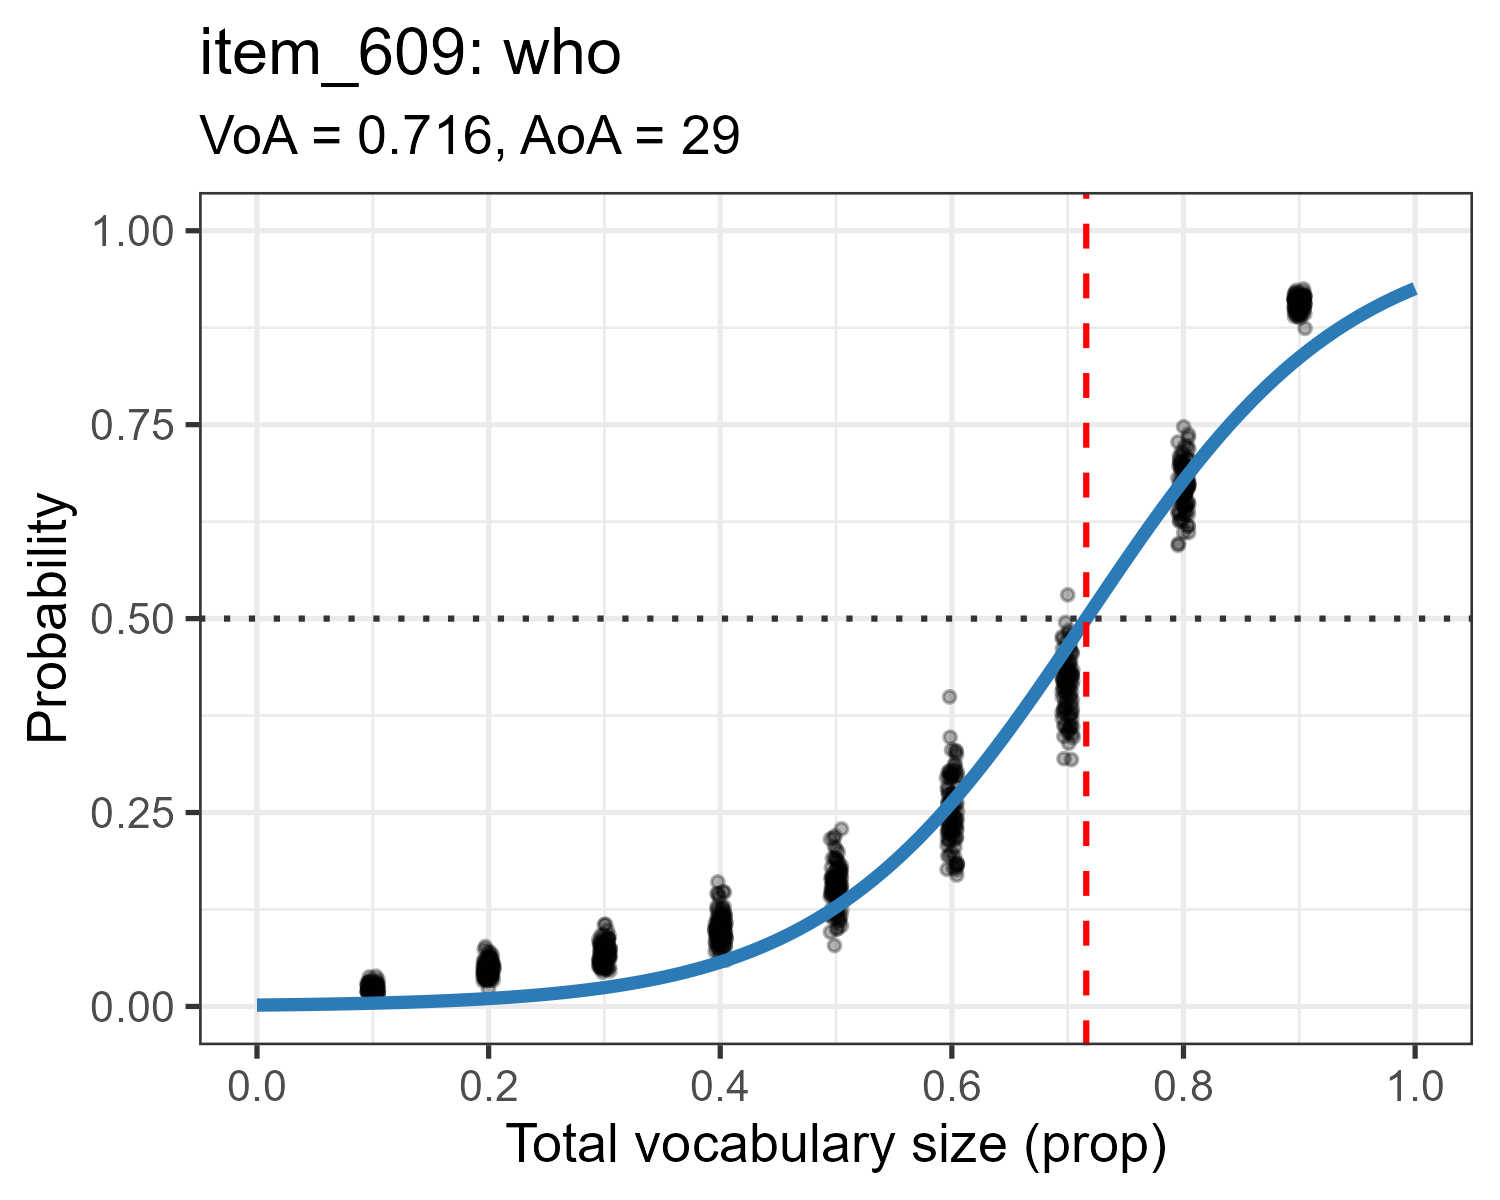 item_609: who
VoA = 0.716, AoA = 29
1.00
0.75
0.50
0.25
0.00
Probability
0.0 0.2 0.4 0.6 0.8 1.0
Total vocabulary size (prop)